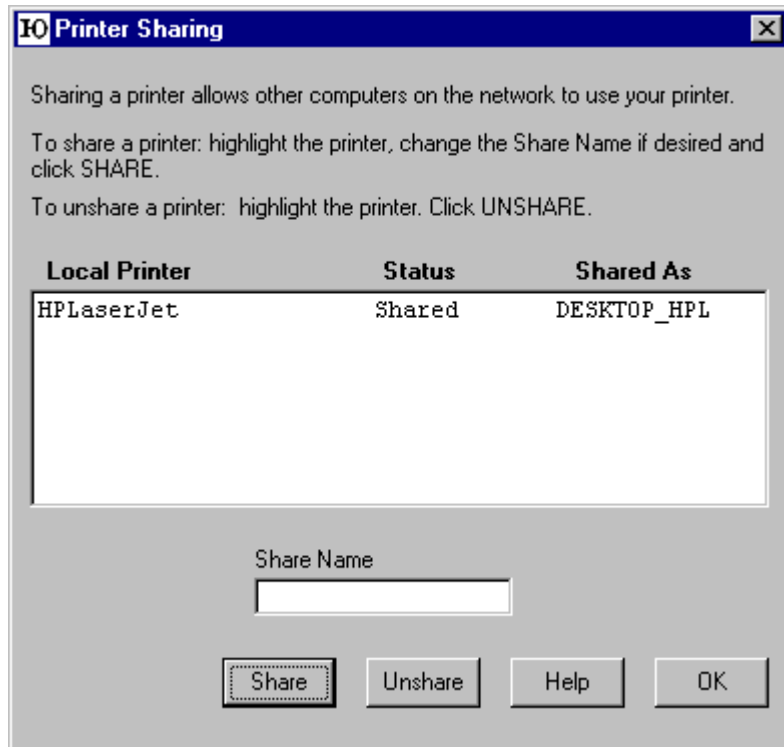 IO Printer Sharing
Sharing a printer allows other computers on the network to use your printer.
To share a printer: highlight the printer, change the Share Name if desired and
click SHARE.
To unshare a printer:  highlight the printer. Click UNSHARE.
Local Printer Status Shared As
HPLaserJet Shared DESKTOP_HPL
Share Name
Share Unshare Help OK